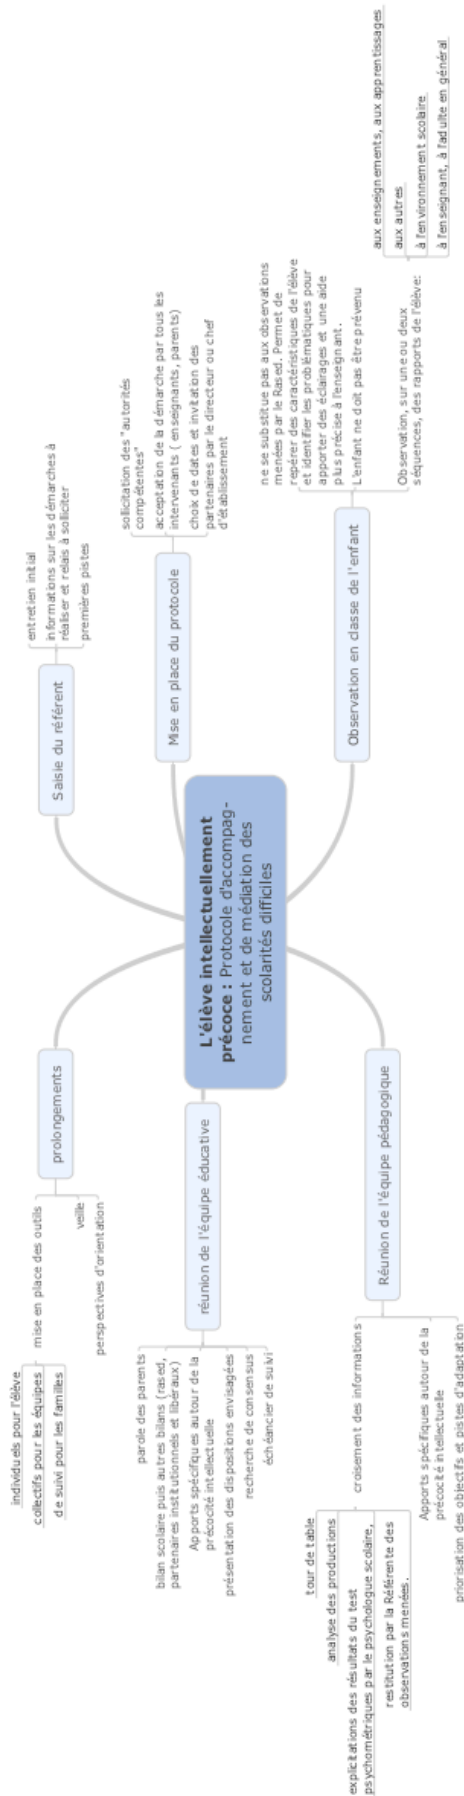 L'élève intellectuellement
précoce : Protocole d'accompag-
nement et de médiation des
scolarités difficiles
Saisie du référent
entretien initial
informations sur les démarches à
réaliser et relais à solliciter
premières pistes
Mise en place du protocole
sollicitation des "autorités
compétentes"
acceptation de la démarche par tous les
intervenants ( enseignants, parents)
choix de dates et invitation des
partenaires par le directeur ou chef
d'établissement
Observation en classe de l'enfant
ne se substitue pas aux observations
menées par le Rased. Permet de
repérer des caractéristiques de l'élève
et identifier les problématiques pour
apporter des éclairages et une aide
plus précise à l'enseignant.
L'enfant ne doit pas être prévenu
Observation, sur une ou deux
séquences, des rapports de l'élève:
aux enseignements, aux apprentissages
aux autres
à l'environnement scolaire
à l'enseignant, à l'adulte en général
Réunion de l'équipe pédagogique
croisement des informations
tour de table
analyse des productions
explicitations des résultats du test
psychométriques par le psychologue scolaire,
restitution par la Référente des
observations menées.
Apports spécifiques autour de la
précocité intellectuelle
priorisation des objectifs et pistes d'adaptation
réunion de l'équipe éducative
parole des parents
bilan scolaire puis autres bilans (rased,
partenaires institutionnels et libéraux)
Apports spécifiques autour de la
précocité intellectuelle
présentation des dispositions envisagées
recherche de consensus
échéancier de suivi
prolongements
mise en place des outils
individuels pour l'élève
collectifs pour les équipes
de suivi pour les familles
veille
perspectives d'orientation